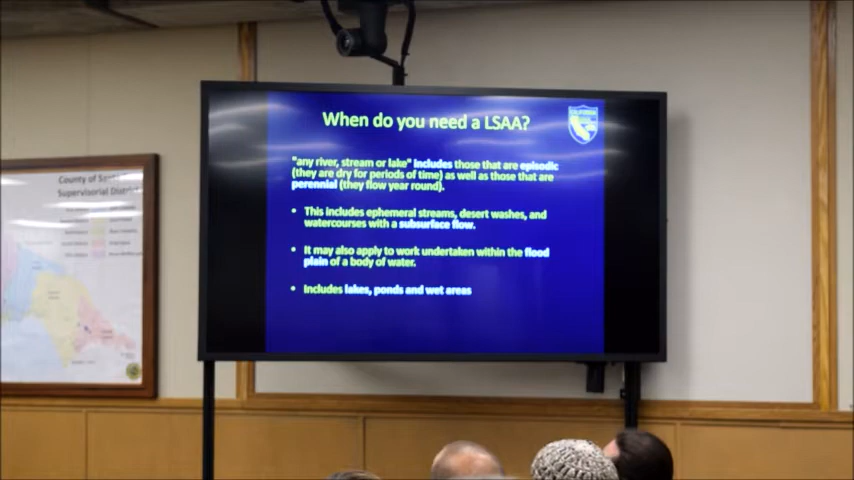 When do you need a LSAA?
CALIFORNIA
"any river, stream or lake" includes those that are episodic
(they are dry for periods of time) as well as those that are
perennial (they flow year round).
• This includes ephemeral streams, desert washes, and
watercourses with a subsurface flow.
• It may also apply to work undertaken within the flood
plain of a body of water.
• Includes lakes, ponds and wet areas
County of Santa
Supervisorial District